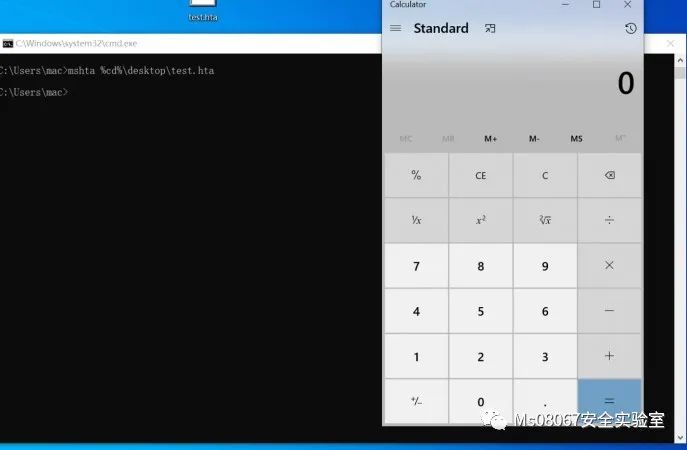 test.hta
Calculator
C:\Windows\system32\cmd.exe
Standard
C:\Users\mac>mshta %cd%\desktop\test.hta
C:\Users\mac>
0
MC MR M+ M- MS M˅
% CE C
¹/x x² ²√x ÷
7 8 9 ×
4 5 6 −
1 2 3 +
+/- 0 . =
Ms08067安全实验室